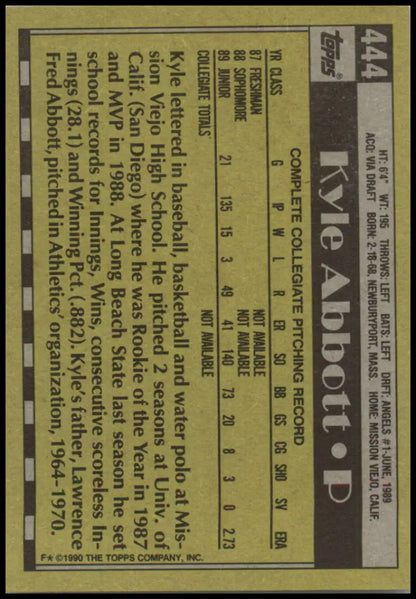 444
topps®
Kyle Abbott • P
HT: 6'4" WT: 195 THROWS: LEFT BATS: LEFT DRFT: ANGELS #1-JUNE, 1989
ACQ: VIA DRAFT BORN: 2-18-68, NEWBURYPORT, MASS. HOME: MISSION VIEJO, CALIF.
COMPLETE COLLEGIATE PITCHING RECORD
YR CLASS G IP W L R ER SO BB GS CG SHO SV ERA
87 FRESHMAN NOT AVAILABLE
88 SOPHOMORE NOT AVAILABLE
89 JUNIOR 21 135 15 3 49 41 140 73 20 8 3 0 2.73
COLLEGIATE TOTALS NOT AVAILABLE
Kyle lettered in baseball, basketball and water polo at Mis-
sion Viejo High School. He pitched 2 seasons at Univ. of
Calif. (San Diego) where he was Rookie of the Year in 1987
and MVP in 1988. At Long Beach State last season he set
school records for Innings, Wins, consecutive scoreless In-
nings (28.1) and Winning Pct. (.882). Kyle's father, Lawrence
Fred Abbott, pitched in Athletics' organization, 1964-1970.
F★ ©1990 THE TOPPS COMPANY, INC.